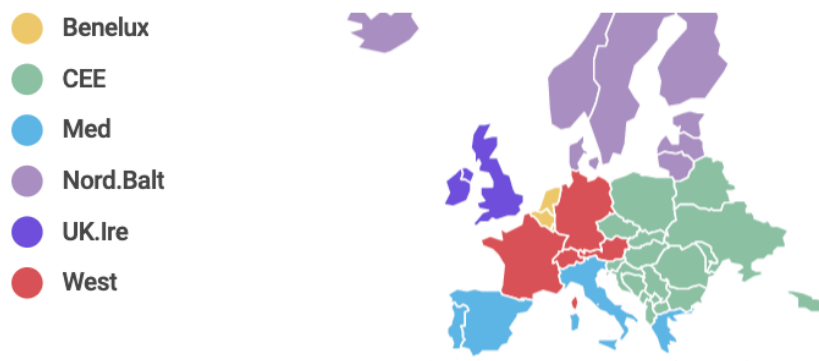 Benelux
CEE
Med
Nord.Balt
UK.Ire
West